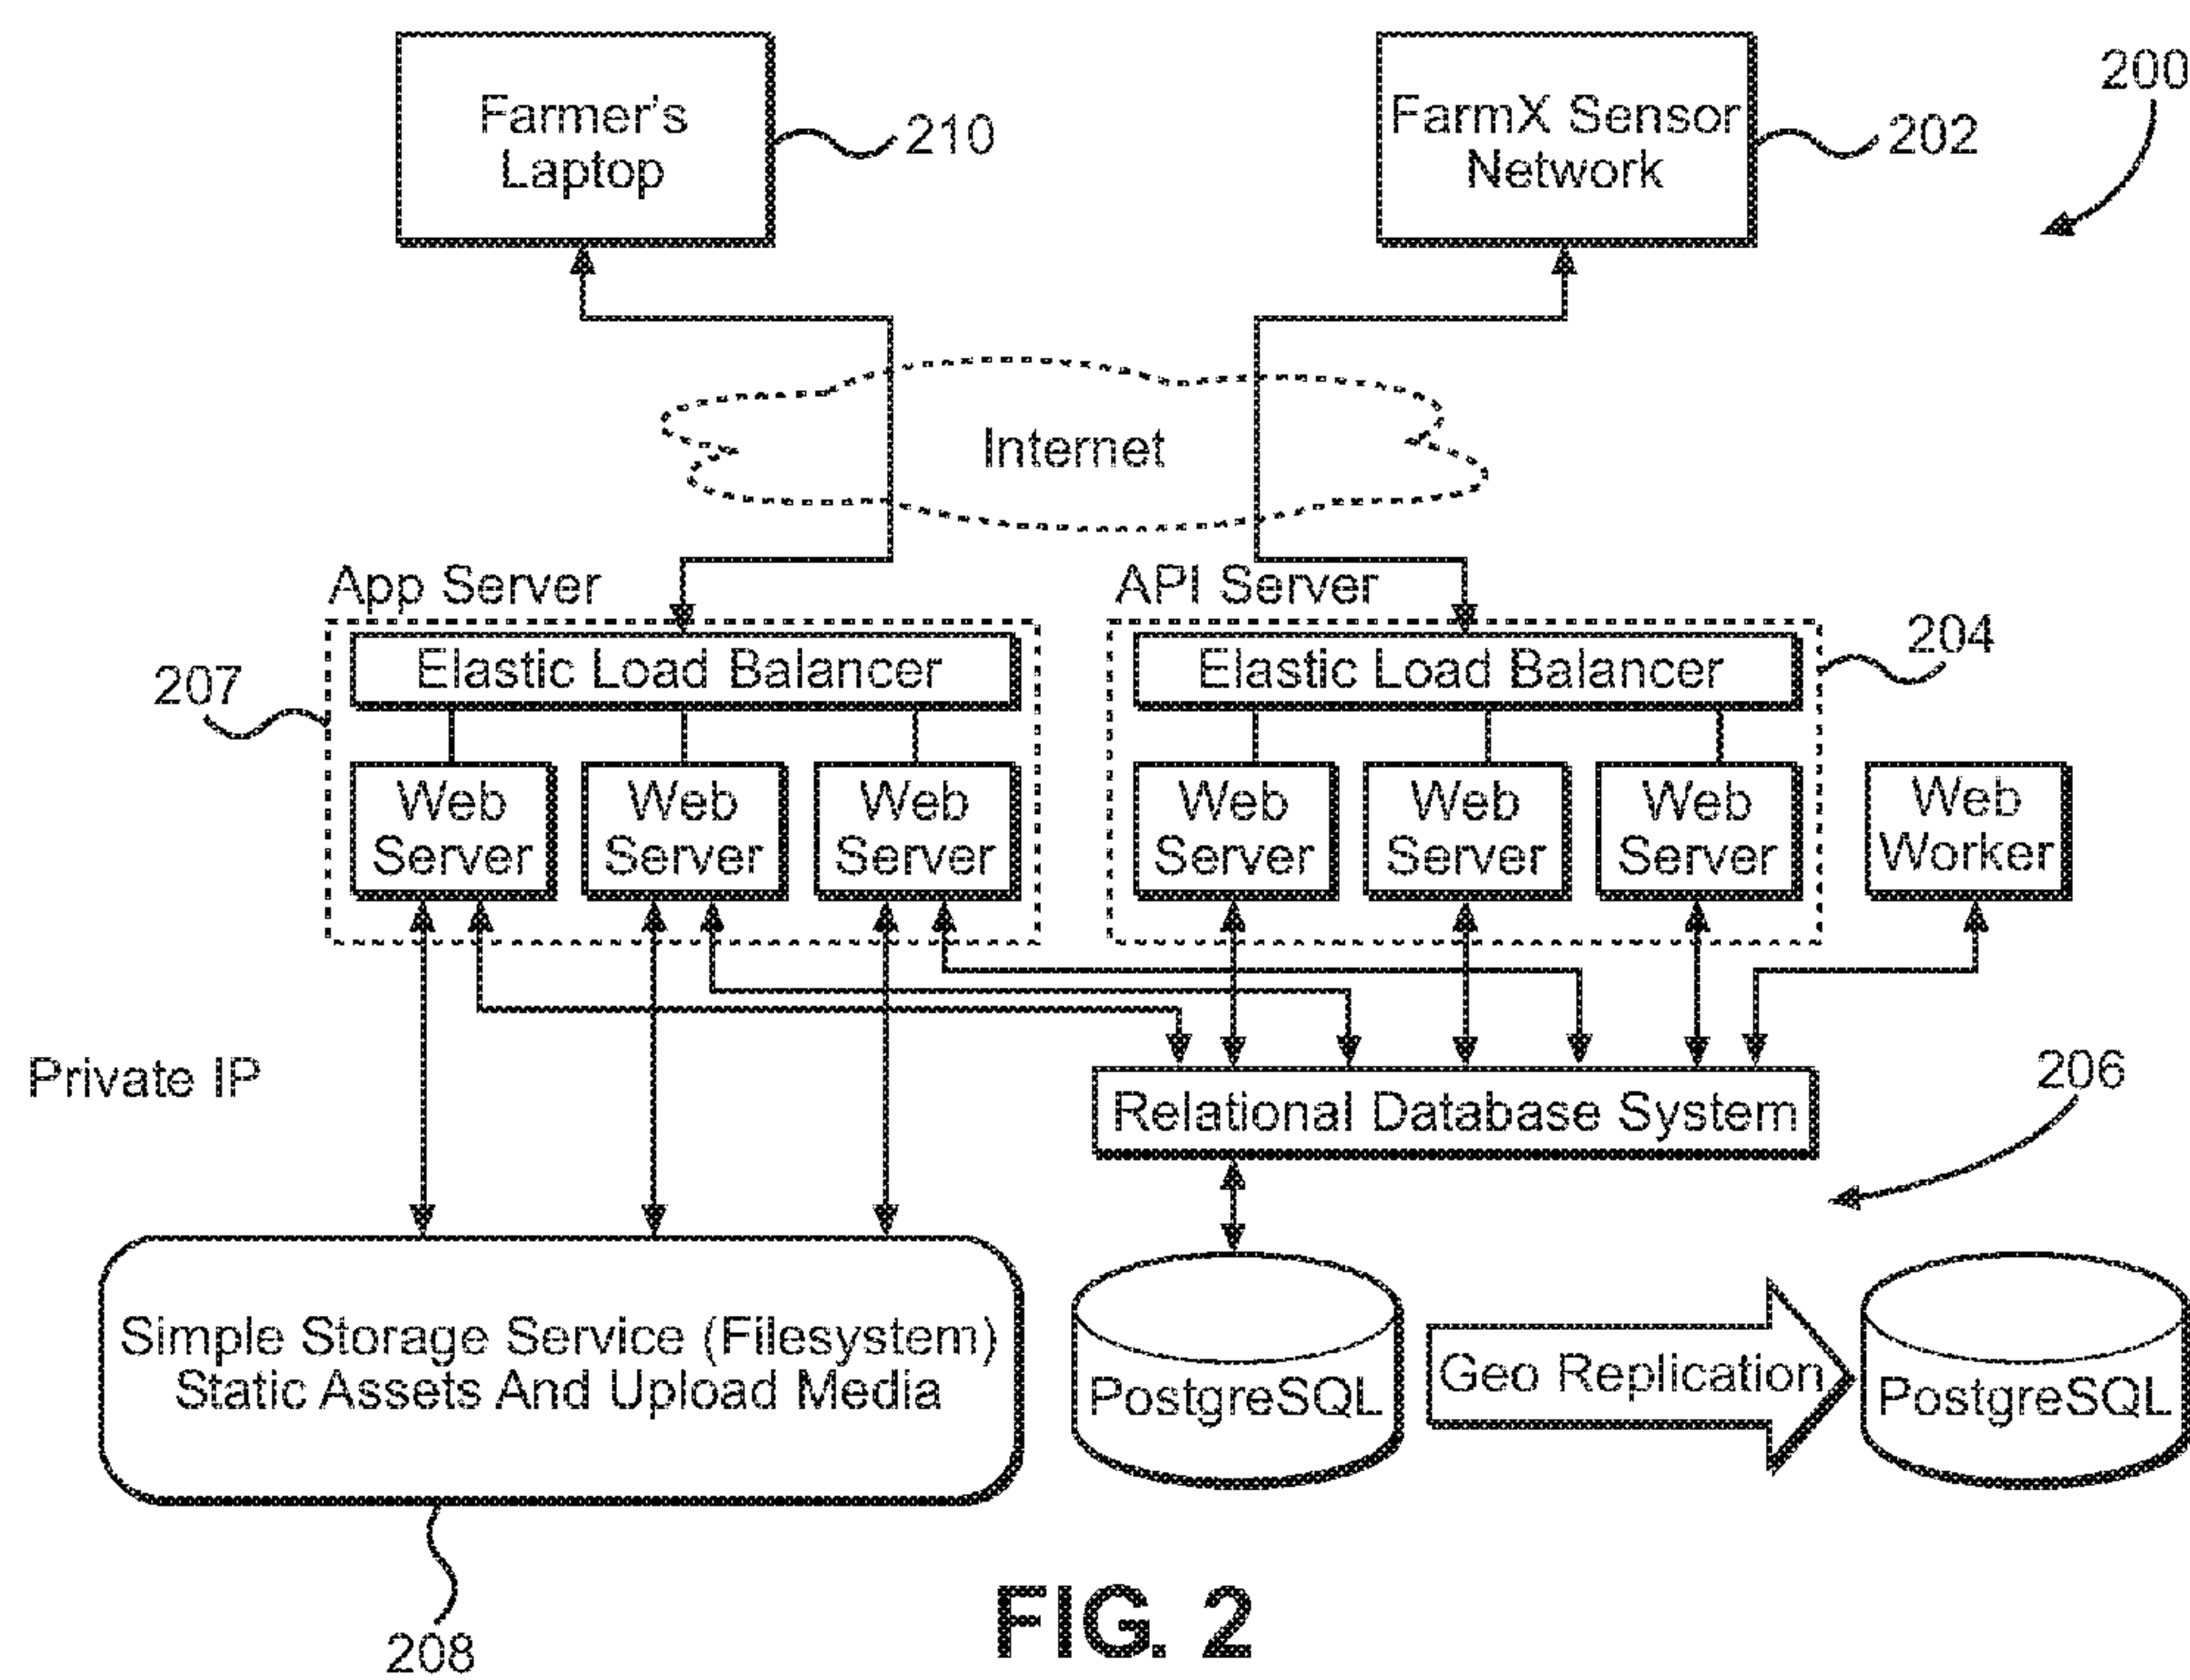 Farmer's
Laptop
210
FarmX Sensor
Network
202
200
Internet
App Server
API Server
207
Elastic Load Balancer
Elastic Load Balancer
204
Web
Server
Web
Server
Web
Server
Web
Server
Web
Server
Web
Server
Web
Worker
Private IP
Relational Database System
206
Simple Storage Service (Filesystem)
Static Assets And Upload Media
PostgreSQL
Geo Replication
PostgreSQL
208
FIG. 2